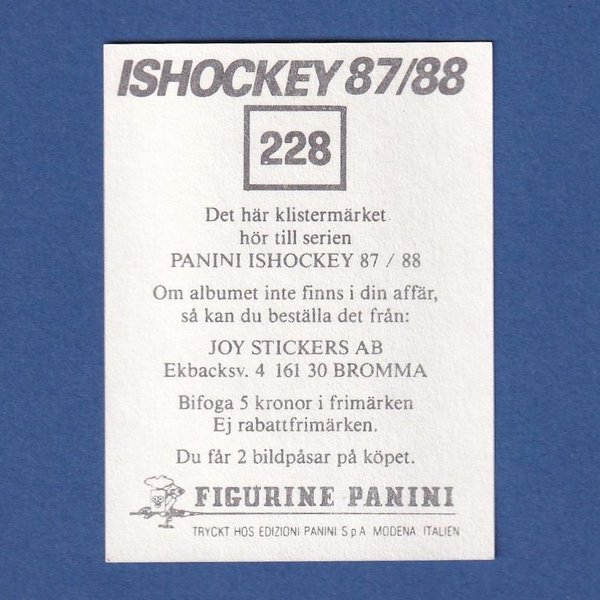 ISHOCKEY 87/88
228
Det här klistermärket
hör till serien
PANINI ISHOCKEY 87 / 88
Om albumet inte finns i din affär,
så kan du beställa det från:
JOY STICKERS AB
Ekbacksv. 4 161 30 BROMMA
Bifoga 5 kronor i frimärken
Ej rabattfrimärken.
Du får 2 bildpåsar på köpet.
FIGURINE PANINI
TRYCKT HOS EDIZIONI PANINI S p A MODENA ITALIEN